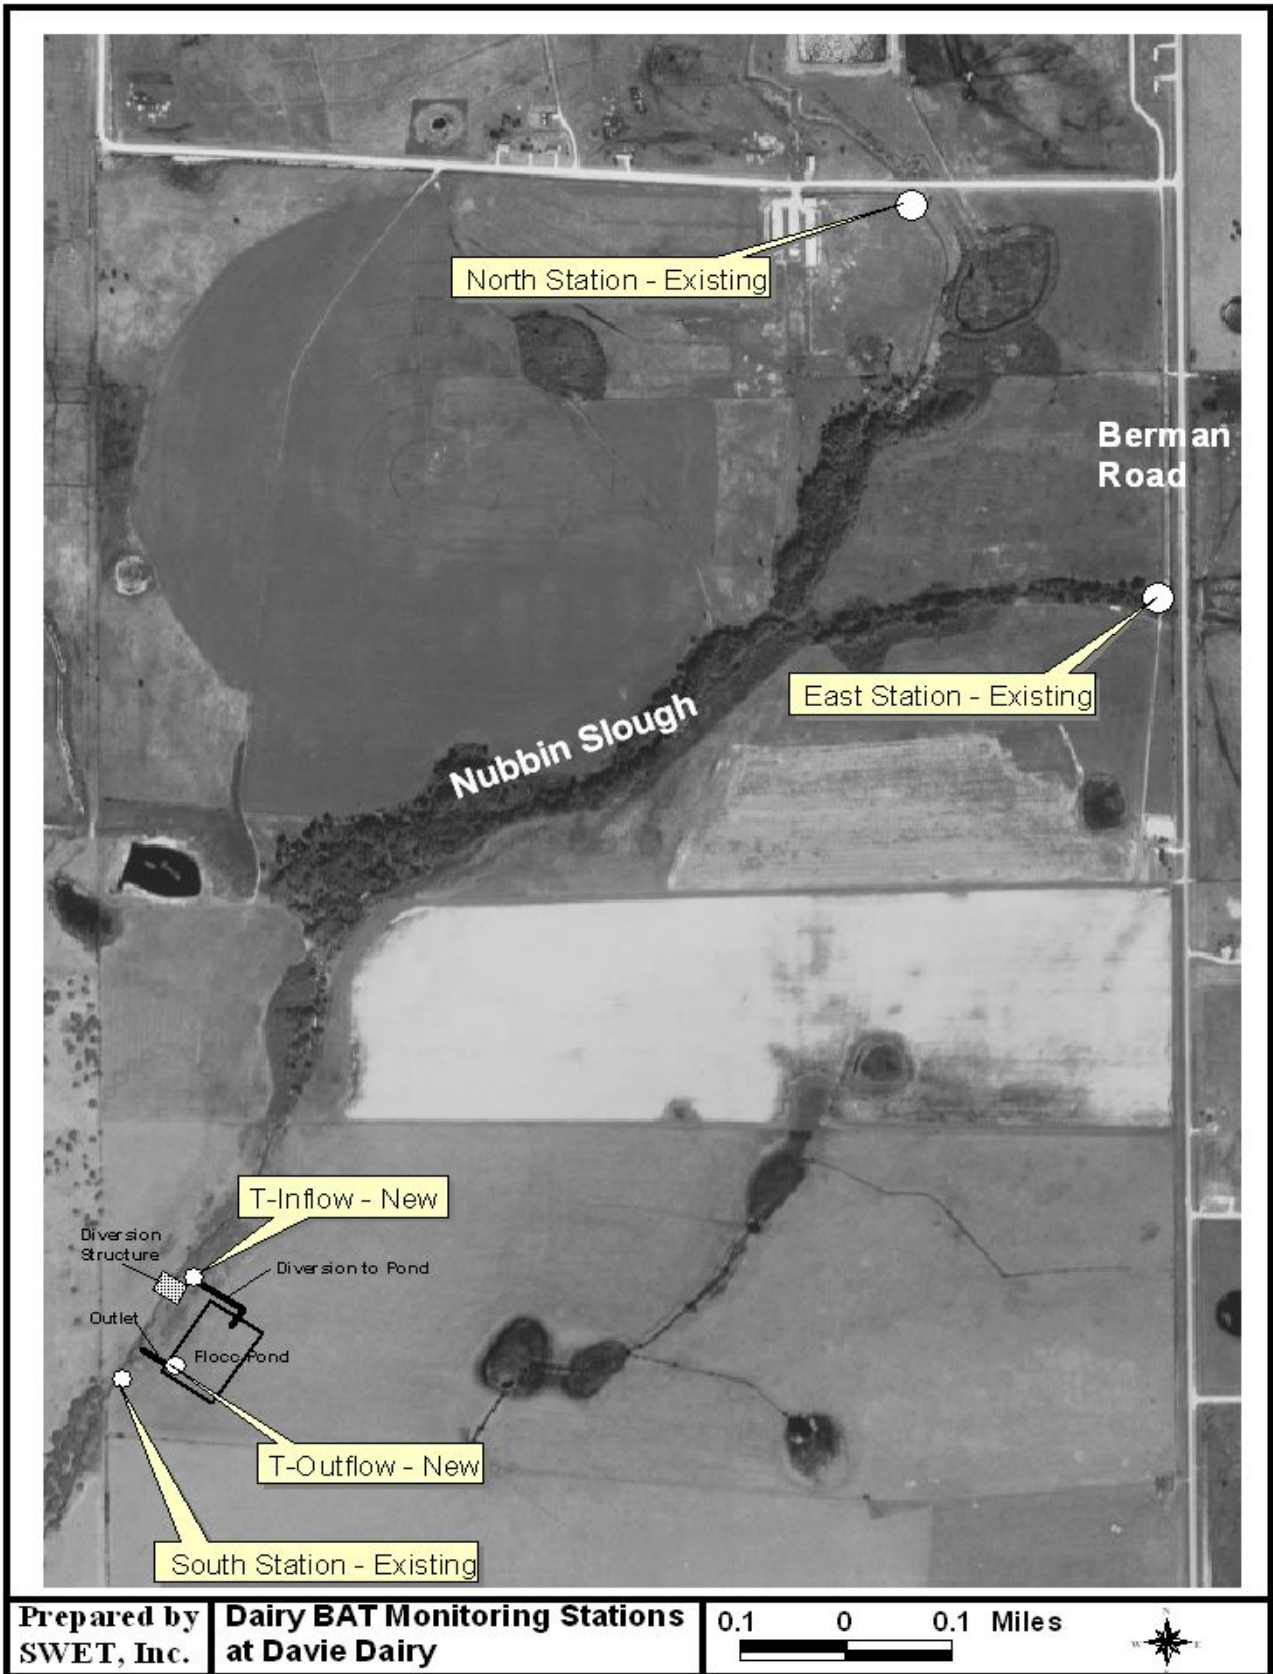 North Station - Existing
Berman
Road
East Station - Existing
Nubbin Slough
T-Inflow - New
Diversion
Structure
Diversion to Pond
Outlet
Flocc Pond
T-Outflow - New
South Station - Existing
Prepared by
SWET, Inc.
Dairy BAT Monitoring Stations
at Davie Dairy
0.1 0 0.1 Miles
N
W E
S